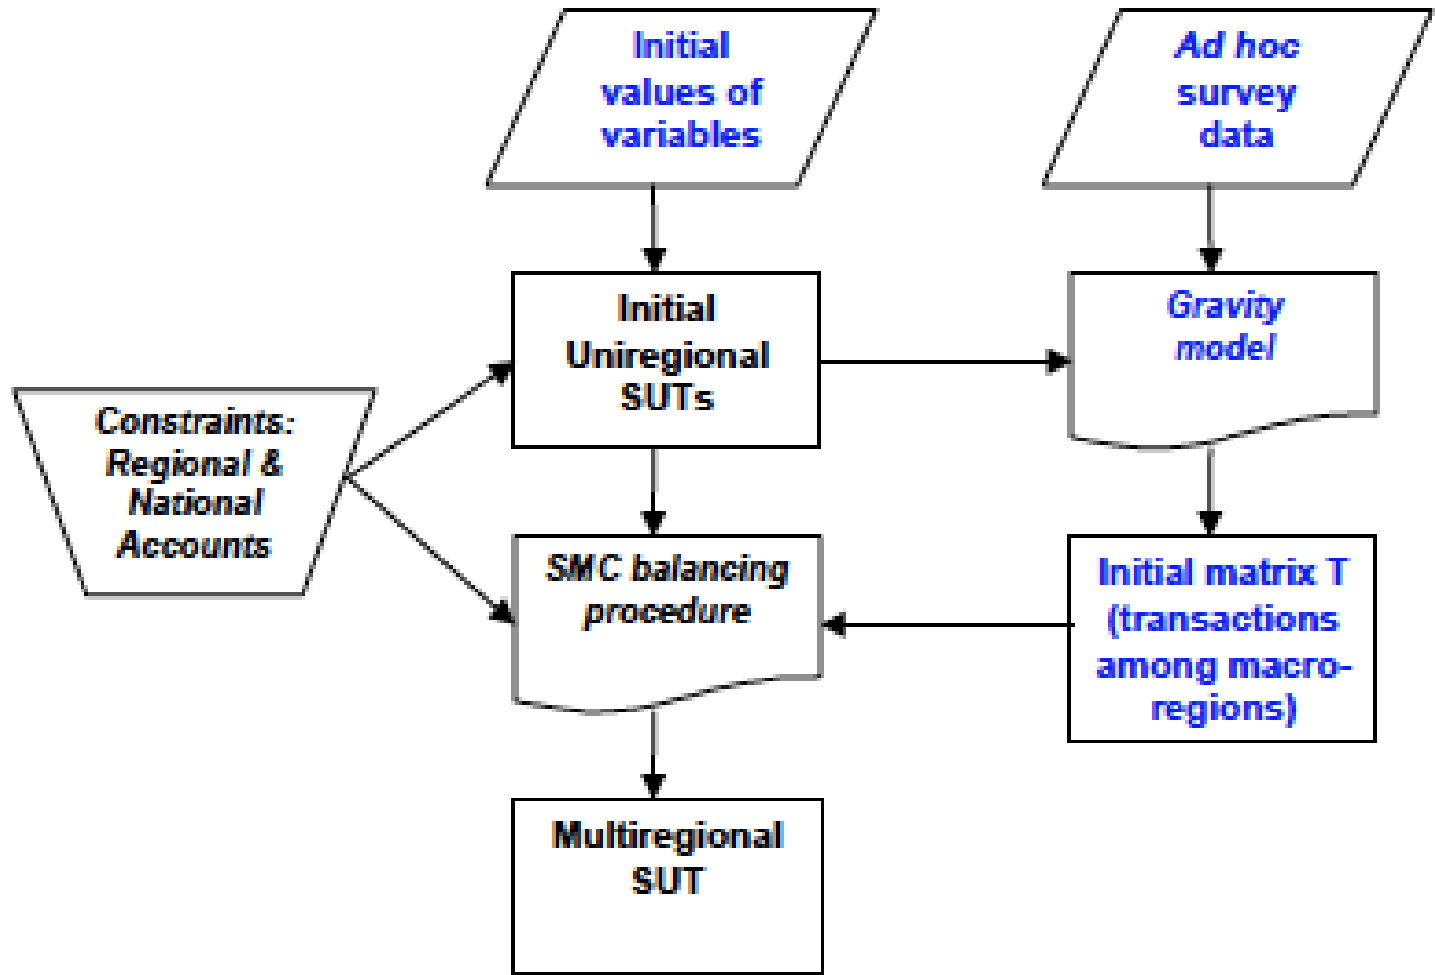 Initial
values of
variables
Ad hoc
survey
data
Initial
Uniregional
SUTs
Gravity
model
Constraints:
Regional &
National
Accounts
SMC balancing
procedure
Initial matrix T
(transactions
among macro-
regions)
Multiregional
SUT